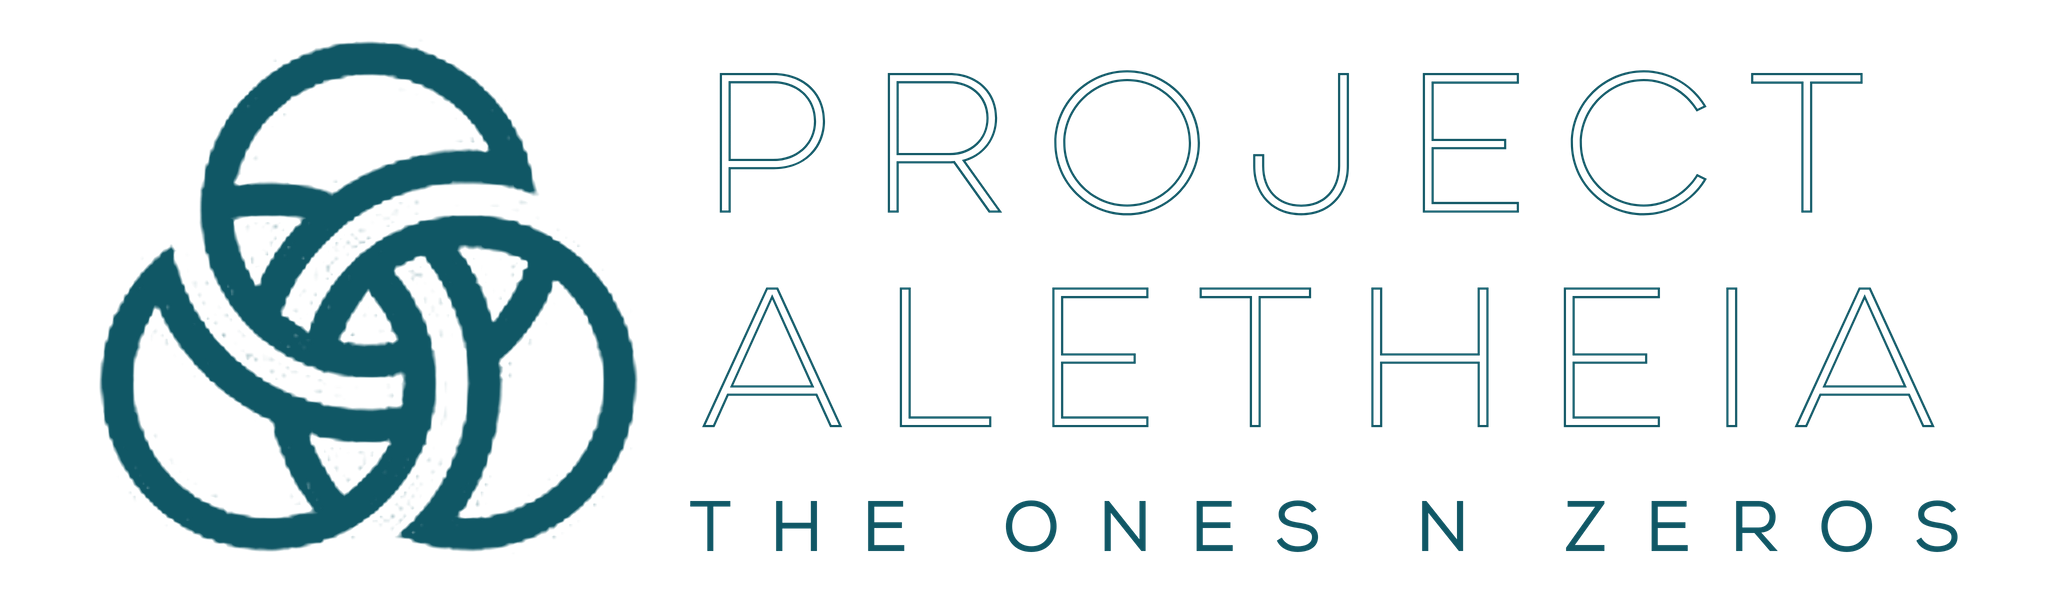 PROJECT
ALETHEIA
THE ONES N ZEROS